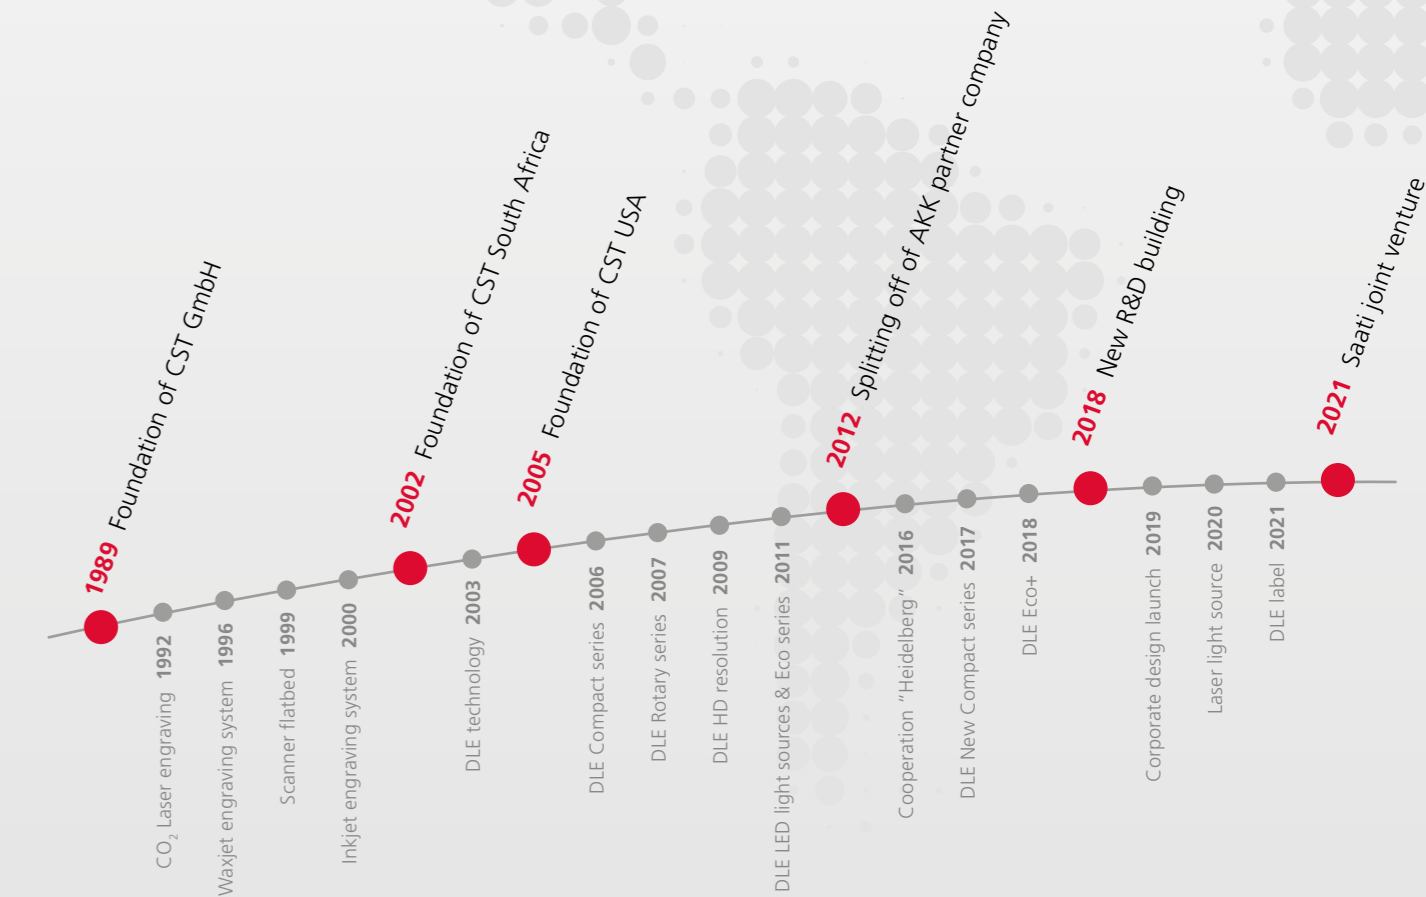 1989 Foundation of CST GmbH
CO₂ Laser engraving 1992
Waxjet engraving system 1996
Scanner flatbed 1999
Inkjet engraving system 2000
2002 Foundation of CST South Africa
DLE technology 2003
2005 Foundation of CST USA
DLE Compact series 2006
DLE Rotary series 2007
DLE HD resolution 2009
DLE LED light sources & Eco series 2011
2012 Splitting off of AKK partner company
Cooperation "Heidelberg" 2016
DLE New Compact series 2017
DLE Eco+ 2018
2018 New R&D building
Corporate design launch 2019
Laser light source 2020
DLE label 2021
2021 Saati joint venture